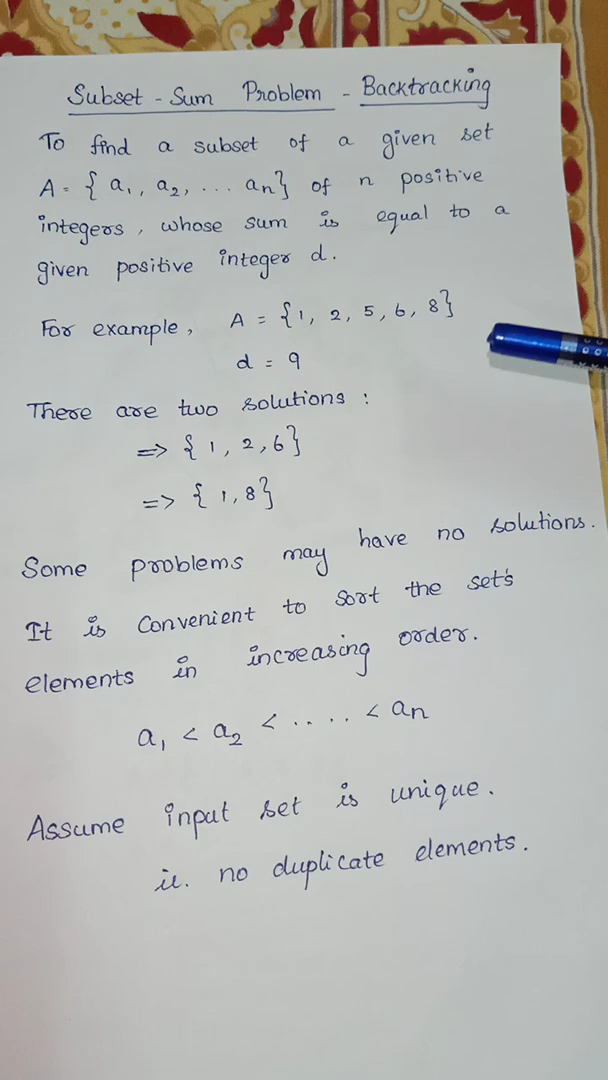 Subset - Sum Problem - Backtracking
To find a subset of a given set
A = { a1, a2, ... an} of n positive
integers, whose sum is equal to a
given positive integer d.
For example, A = {1, 2, 5, 6, 8}
d = 9
There are two solutions :
=> { 1, 2, 6}
=> { 1, 8}
Some problems may have no solutions.
It is convenient to sort the set's
elements in increasing order.
a1 < a2 < ..... < an
Assume input set is unique.
ie. no duplicate elements.